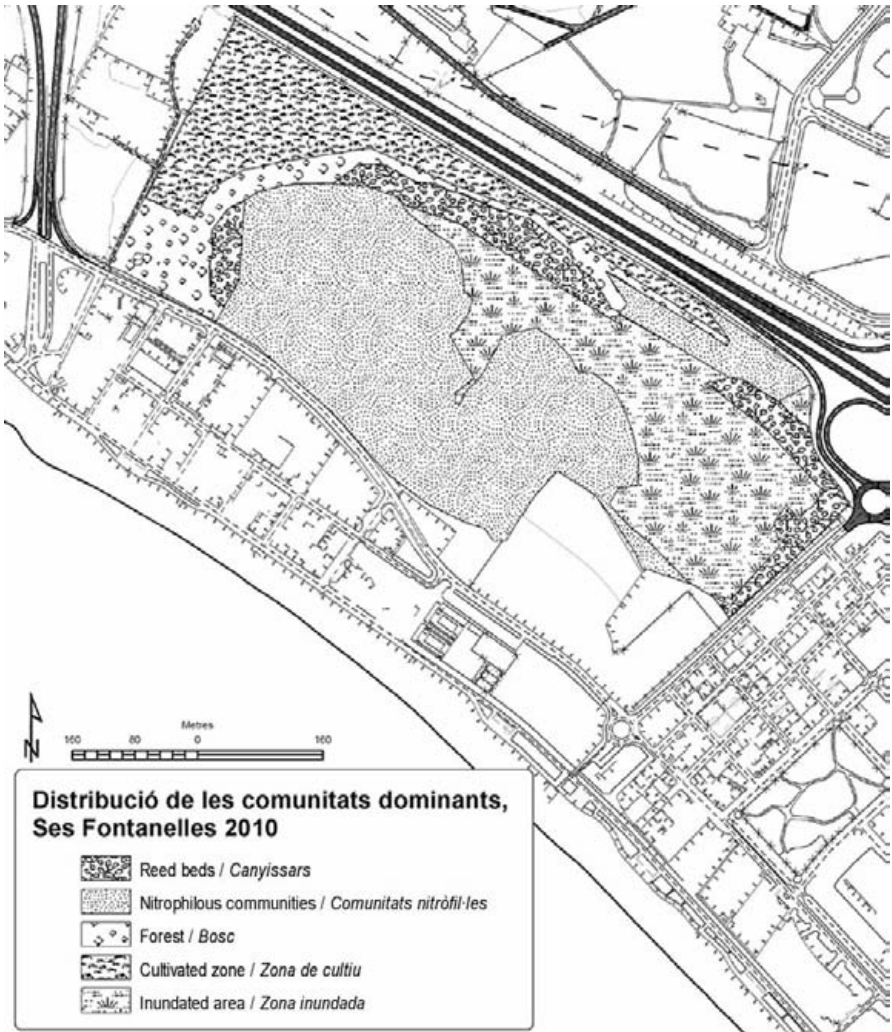 N
Metres
160 80 0 160
Distribució de les comunitats dominants,
Ses Fontanelles 2010
Reed beds / Canyissars
Nitrophilous communities / Comunitats nitròfil·les
Forest / Bosc
Cultivated zone / Zona de cultiu
Inundated area / Zona inundada